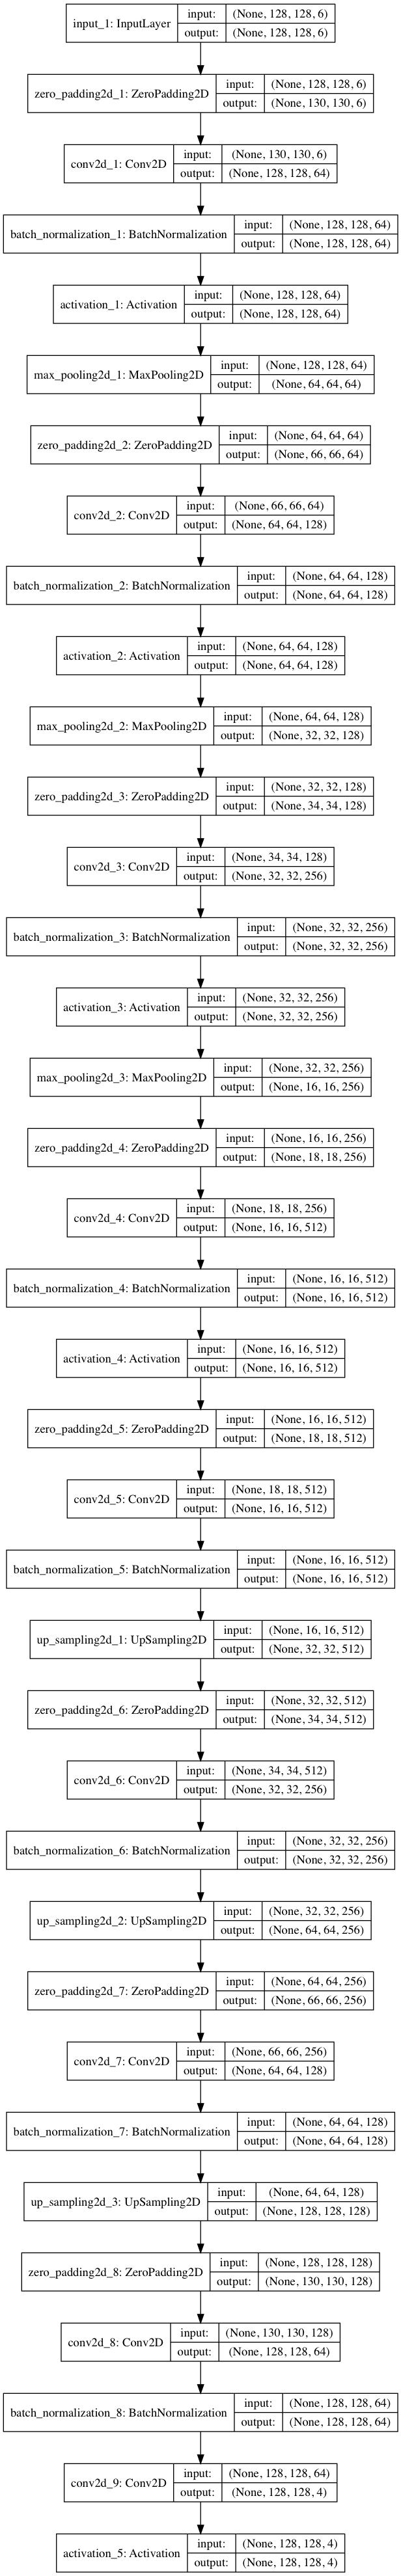 input_1: InputLayer
input: (None, 128, 128, 6)
output: (None, 128, 128, 6)
zero_padding2d_1: ZeroPadding2D
input: (None, 128, 128, 6)
output: (None, 130, 130, 6)
conv2d_1: Conv2D
input: (None, 130, 130, 6)
output: (None, 128, 128, 64)
batch_normalization_1: BatchNormalization
input: (None, 128, 128, 64)
output: (None, 128, 128, 64)
activation_1: Activation
input: (None, 128, 128, 64)
output: (None, 128, 128, 64)
max_pooling2d_1: MaxPooling2D
input: (None, 128, 128, 64)
output: (None, 64, 64, 64)
zero_padding2d_2: ZeroPadding2D
input: (None, 64, 64, 64)
output: (None, 66, 66, 64)
conv2d_2: Conv2D
input: (None, 66, 66, 64)
output: (None, 64, 64, 128)
batch_normalization_2: BatchNormalization
input: (None, 64, 64, 128)
output: (None, 64, 64, 128)
activation_2: Activation
input: (None, 64, 64, 128)
output: (None, 64, 64, 128)
max_pooling2d_2: MaxPooling2D
input: (None, 64, 64, 128)
output: (None, 32, 32, 128)
zero_padding2d_3: ZeroPadding2D
input: (None, 32, 32, 128)
output: (None, 34, 34, 128)
conv2d_3: Conv2D
input: (None, 34, 34, 128)
output: (None, 32, 32, 256)
batch_normalization_3: BatchNormalization
input: (None, 32, 32, 256)
output: (None, 32, 32, 256)
activation_3: Activation
input: (None, 32, 32, 256)
output: (None, 32, 32, 256)
max_pooling2d_3: MaxPooling2D
input: (None, 32, 32, 256)
output: (None, 16, 16, 256)
zero_padding2d_4: ZeroPadding2D
input: (None, 16, 16, 256)
output: (None, 18, 18, 256)
conv2d_4: Conv2D
input: (None, 18, 18, 256)
output: (None, 16, 16, 512)
batch_normalization_4: BatchNormalization
input: (None, 16, 16, 512)
output: (None, 16, 16, 512)
activation_4: Activation
input: (None, 16, 16, 512)
output: (None, 16, 16, 512)
zero_padding2d_5: ZeroPadding2D
input: (None, 16, 16, 512)
output: (None, 18, 18, 512)
conv2d_5: Conv2D
input: (None, 18, 18, 512)
output: (None, 16, 16, 512)
batch_normalization_5: BatchNormalization
input: (None, 16, 16, 512)
output: (None, 16, 16, 512)
up_sampling2d_1: UpSampling2D
input: (None, 16, 16, 512)
output: (None, 32, 32, 512)
zero_padding2d_6: ZeroPadding2D
input: (None, 32, 32, 512)
output: (None, 34, 34, 512)
conv2d_6: Conv2D
input: (None, 34, 34, 512)
output: (None, 32, 32, 256)
batch_normalization_6: BatchNormalization
input: (None, 32, 32, 256)
output: (None, 32, 32, 256)
up_sampling2d_2: UpSampling2D
input: (None, 32, 32, 256)
output: (None, 64, 64, 256)
zero_padding2d_7: ZeroPadding2D
input: (None, 64, 64, 256)
output: (None, 66, 66, 256)
conv2d_7: Conv2D
input: (None, 66, 66, 256)
output: (None, 64, 64, 128)
batch_normalization_7: BatchNormalization
input: (None, 64, 64, 128)
output: (None, 64, 64, 128)
up_sampling2d_3: UpSampling2D
input: (None, 64, 64, 128)
output: (None, 128, 128, 128)
zero_padding2d_8: ZeroPadding2D
input: (None, 128, 128, 128)
output: (None, 130, 130, 128)
conv2d_8: Conv2D
input: (None, 130, 130, 128)
output: (None, 128, 128, 64)
batch_normalization_8: BatchNormalization
input: (None, 128, 128, 64)
output: (None, 128, 128, 64)
conv2d_9: Conv2D
input: (None, 128, 128, 64)
output: (None, 128, 128, 4)
activation_5: Activation
input: (None, 128, 128, 4)
output: (None, 128, 128, 4)